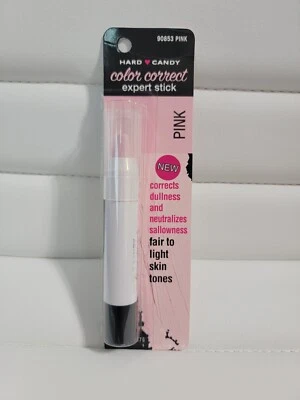 90853 PINK
HARD ♥ CANDY
color correct
expert stick
PINK
NEW
corrects
dullness
and
neutralizes
sallowness
fair to
light
skin
tones